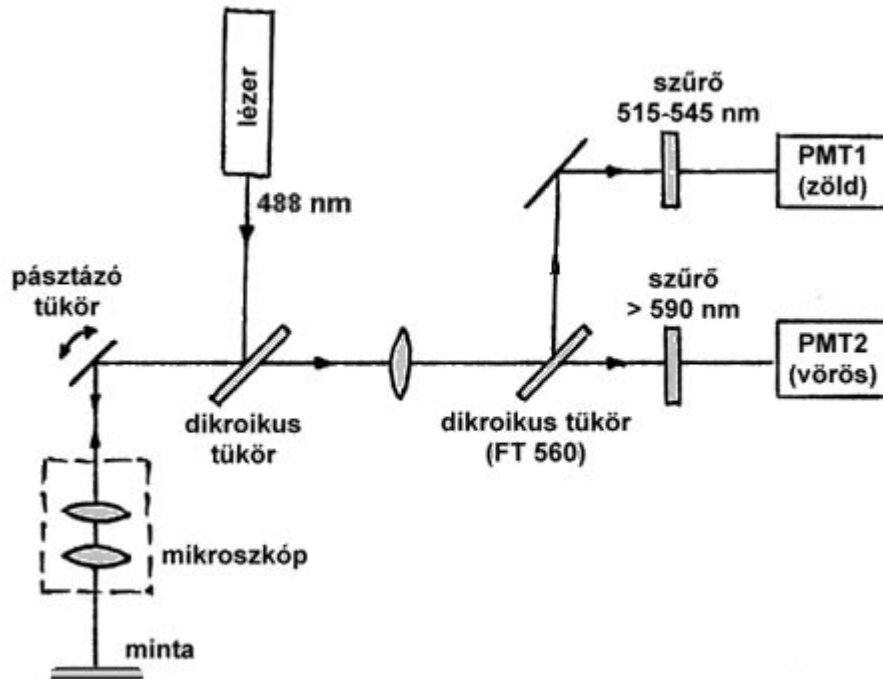 lézer
488 nm
szűrő
515-545 nm
PMT1
(zöld)
pásztázó
tükör
szűrő
> 590 nm
PMT2
(vörös)
dikroikus
tükör
dikroikus tükör
(FT 560)
mikroszkóp
minta